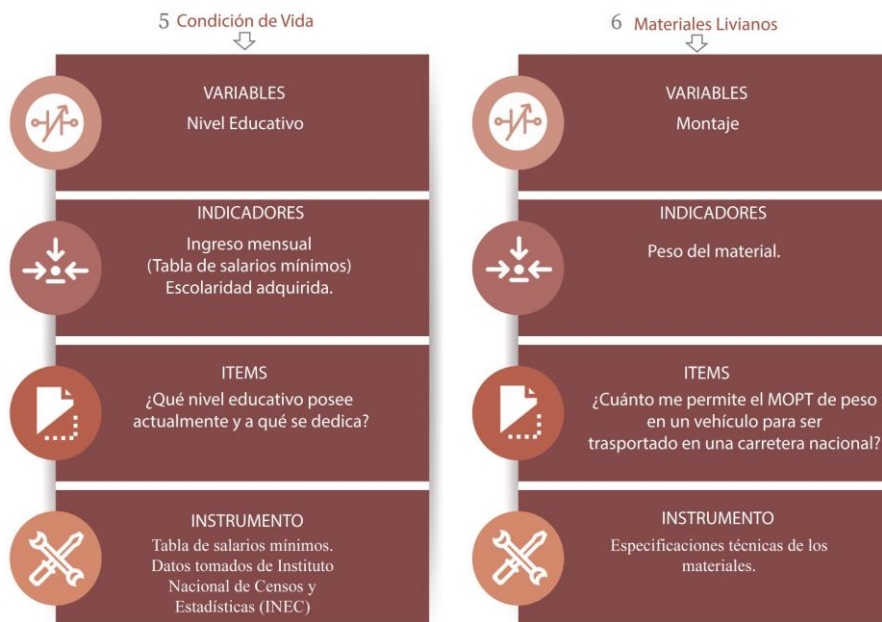 5 Condición de Vida
VARIABLES
Nivel Educativo
INDICADORES
Ingreso mensual
(Tabla de salarios mínimos)
Escolaridad adquirida.
ITEMS
¿Qué nivel educativo posee
actualmente y a qué se dedica?
INSTRUMENTO
Tabla de salarios mínimos.
Datos tomados de Instituto
Nacional de Censos y
Estadísticas (INEC)
6 Materiales Livianos
VARIABLES
Montaje
INDICADORES
Peso del material.
ITEMS
¿Cuánto me permite el MOPT de peso
en un vehículo para ser
trasportado en una carretera nacional?
INSTRUMENTO
Especificaciones técnicas de los
materiales.